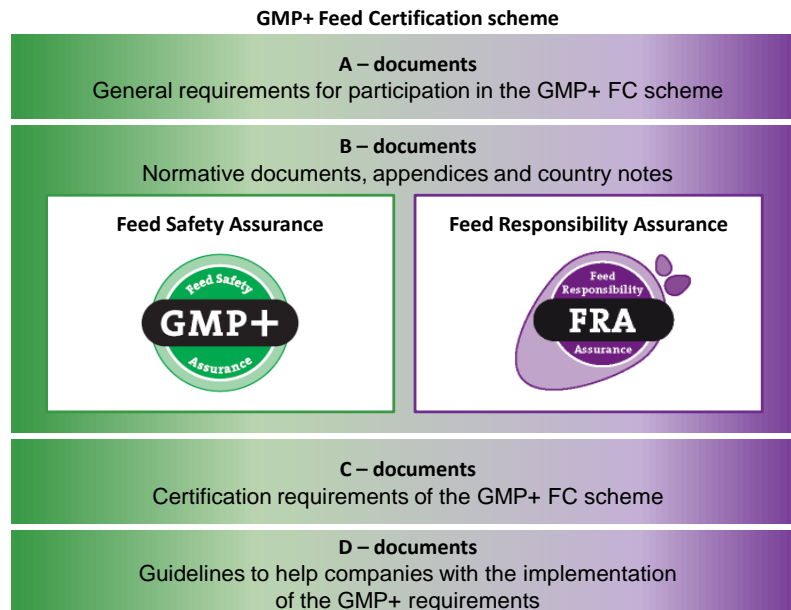 GMP+ Feed Certification scheme
A – documents
General requirements for participation in the GMP+ FC scheme
B – documents
Normative documents, appendices and country notes
Feed Safety Assurance
Feed Safety
GMP+
Assurance
Feed Responsibility Assurance
Feed
Responsibility
FRA
Assurance
C – documents
Certification requirements of the GMP+ FC scheme
D – documents
Guidelines to help companies with the implementation
of the GMP+ requirements